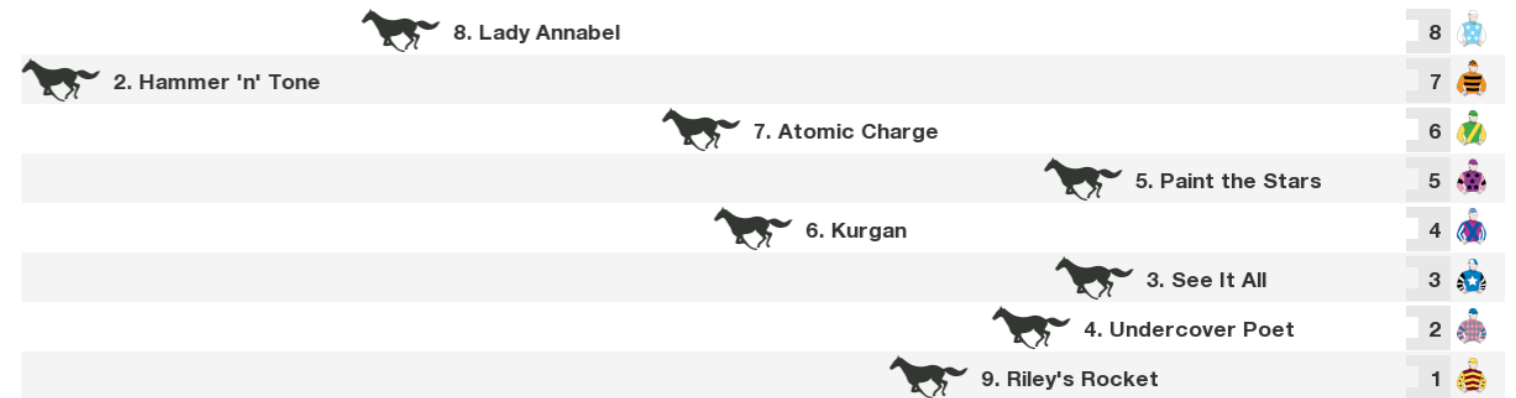 8. Lady Annabel 8
2. Hammer 'n' Tone 7
7. Atomic Charge 6
5. Paint the Stars 5
6. Kurgan 4
3. See It All 3
4. Undercover Poet 2
9. Riley's Rocket 1